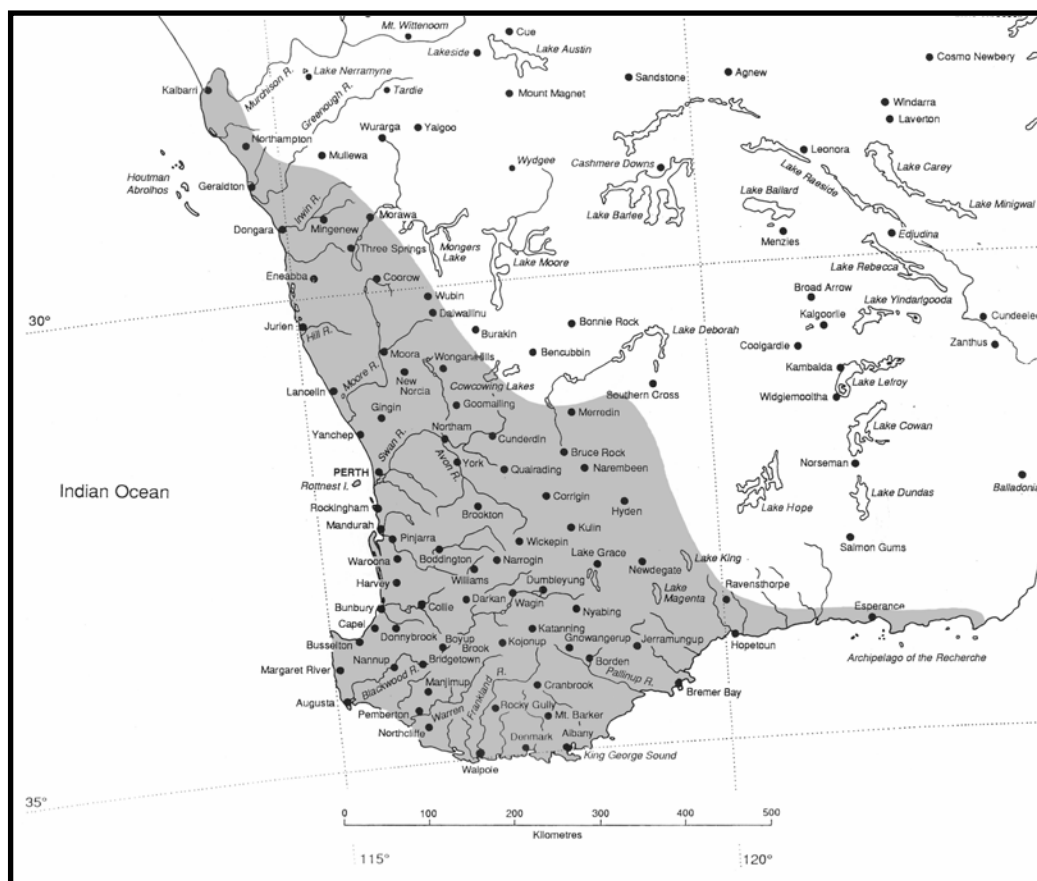 Mt. Wittenoom
Cue
Lakeside
Lake Austin
Cosmo Newbery
Lake Nerramyne
Sandstone
Agnew
Kalbarri
Murchison R.
Greenough R.
Tardie
Mount Magnet
Windarra
Laverton
Wurarga
Yalgoo
Northampton
Mullewa
Leonora
Wydgee
Cashmere Downs
Lake Carey
Houtman
Abrolhos
Geraldton
Lake Raeside
Lake Ballard
Lake Minigwal
Irwin R.
Morawa
Lake Barlee
Dongara
Mingenew
Menzies
Edjudina
Three Springs
Mongers
Lake
Lake Moore
Lake Rebecca
Eneabba
Coorow
Broad Arrow
Wubin
Lake Yindarlgooda
30°
Dalwallinu
Kalgoorlie
Cundeelee
Jurien
Hill R.
Burakin
Bonnie Rock
Lake Deborah
Coolgardie
Zanthus
Moora
Wongan Hills
Bencubbin
Moore R.
New
Norcia
Kambalda
Lancelin
Cowcowing Lakes
Southern Cross
Lake Lefroy
Widgiemooltha
Gingin
Goomalling
Merredin
Lake Cowan
Yanchep
Swan R.
Northam
Cunderdin
Bruce Rock
PERTH
Avon R.
York
Quairading
Narembeen
Norseman
Balladonia
Rottnest I.
Indian Ocean
Corrigin
Lake Dundas
Rockingham
Brookton
Hyden
Lake Hope
Mandurah
Kulin
Pinjarra
Wickepin
Salmon Gums
Waroona
Boddington
Narrogin
Lake Grace
Lake King
Williams
Newdegate
Harvey
Dumbleyung
Lake
Magenta
Ravensthorpe
Bunbury
Collie
Darkan
Wagin
Nyabing
Esperance
Capel
Donnybrook
Boyup
Brook
Katanning
Kojonup
Gnowangerup
Jerramungup
Hopetoun
Busselton
Nannup
Bridgetown
Borden
Archipelago of the Recherche
Margaret River
Blackwood R.
Pallinup R.
Manjimup
Cranbrook
Bremer Bay
Augusta
Pemberton
Warren
R.
Frankland
Rocky Gully
Mt. Barker
Northcliffe
Denmark
Albany
King George Sound
Walpole
35°
0 100 200 300 400 500
Kilometres
115°
120°